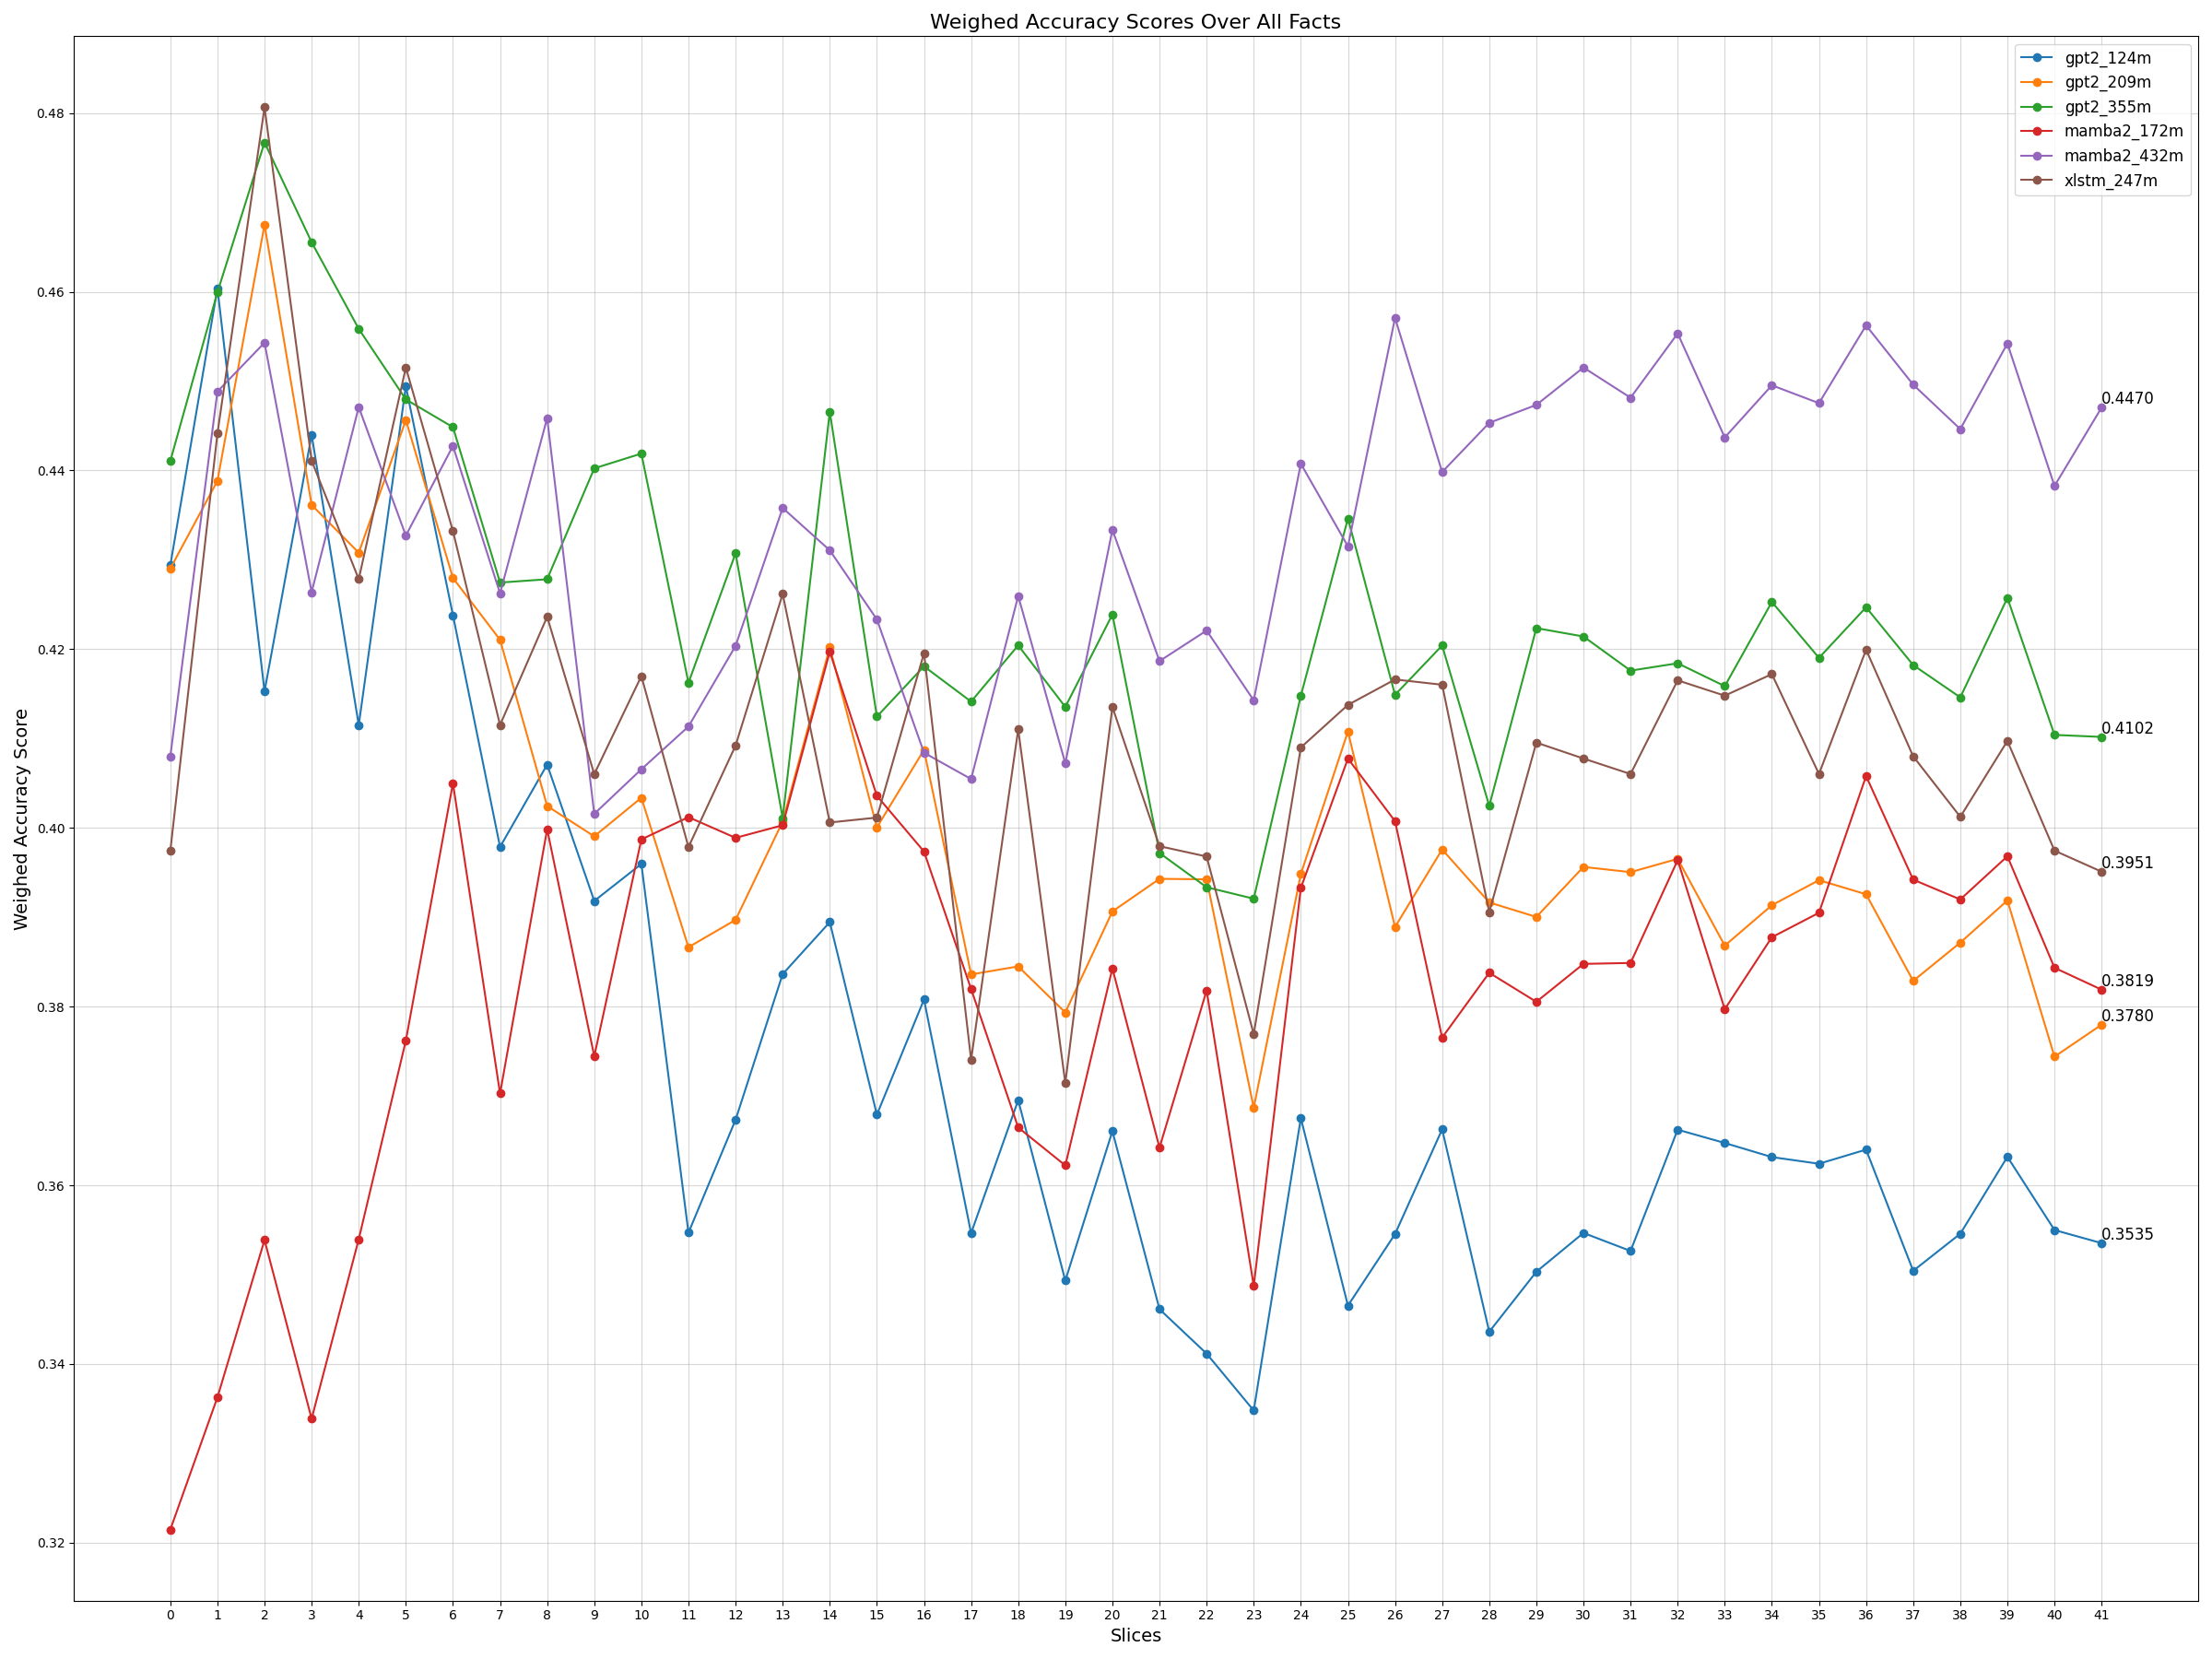 Weighed Accuracy Scores Over All Facts
gpt2_124m
gpt2_209m
gpt2_355m
mamba2_172m
mamba2_432m
xlstm_247m
Weighed Accuracy Score
0.48
0.46
0.44
0.42
0.40
0.38
0.36
0.34
0.32
0.4470
0.4102
0.3951
0.3819
0.3780
0.3535
0 1 2 3 4 5 6 7 8 9 10 11 12 13 14 15 16 17 18 19 20 21 22 23 24 25 26 27 28 29 30 31 32 33 34 35 36 37 38 39 40 41
Slices